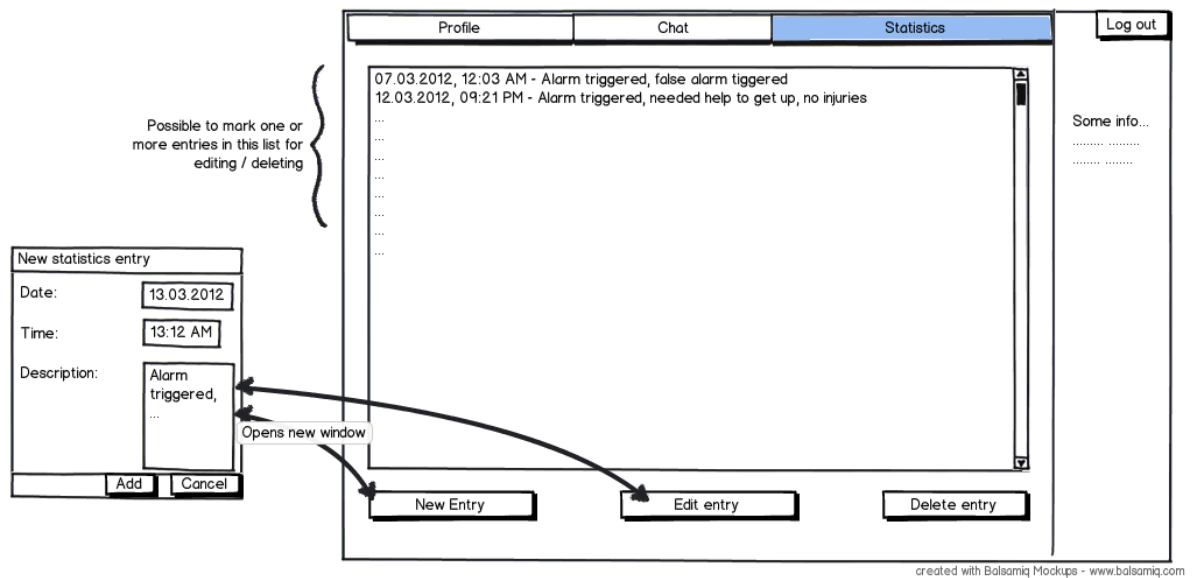 Profile
Chat
Statistics
Log out
07.03.2012, 12:03 AM - Alarm triggered, false alarm tiggered
12.03.2012, 09:21 PM - Alarm triggered, needed help to get up, no injuries
...
...
...
...
...
...
...
...
Possible to mark one or
more entries in this list for
editing / deleting
Some info...
......... .........
........ ........
New statistics entry
Date:
13.03.2012
Time:
13:12 AM
Description:
Alarm
triggered,
...
Opens new window
Add
Cancel
New Entry
Edit entry
Delete entry
created with Balsamiq Mockups - www.balsamiq.com